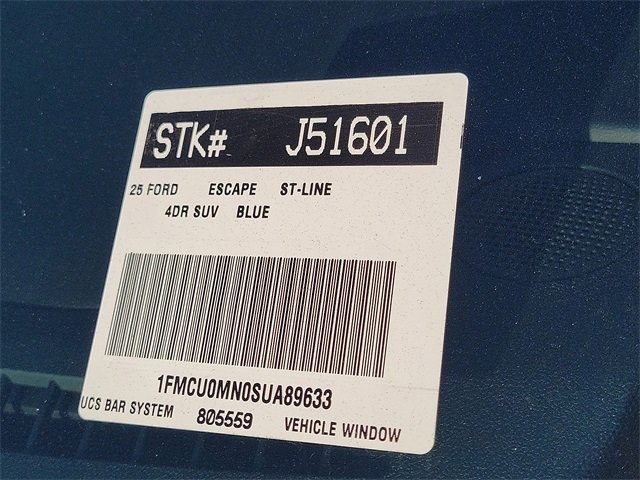 STK# J51601
25 FORD ESCAPE ST-LINE
4DR SUV BLUE
1FMCU0MN0SUA89633
UCS BAR SYSTEM 805559 VEHICLE WINDOW